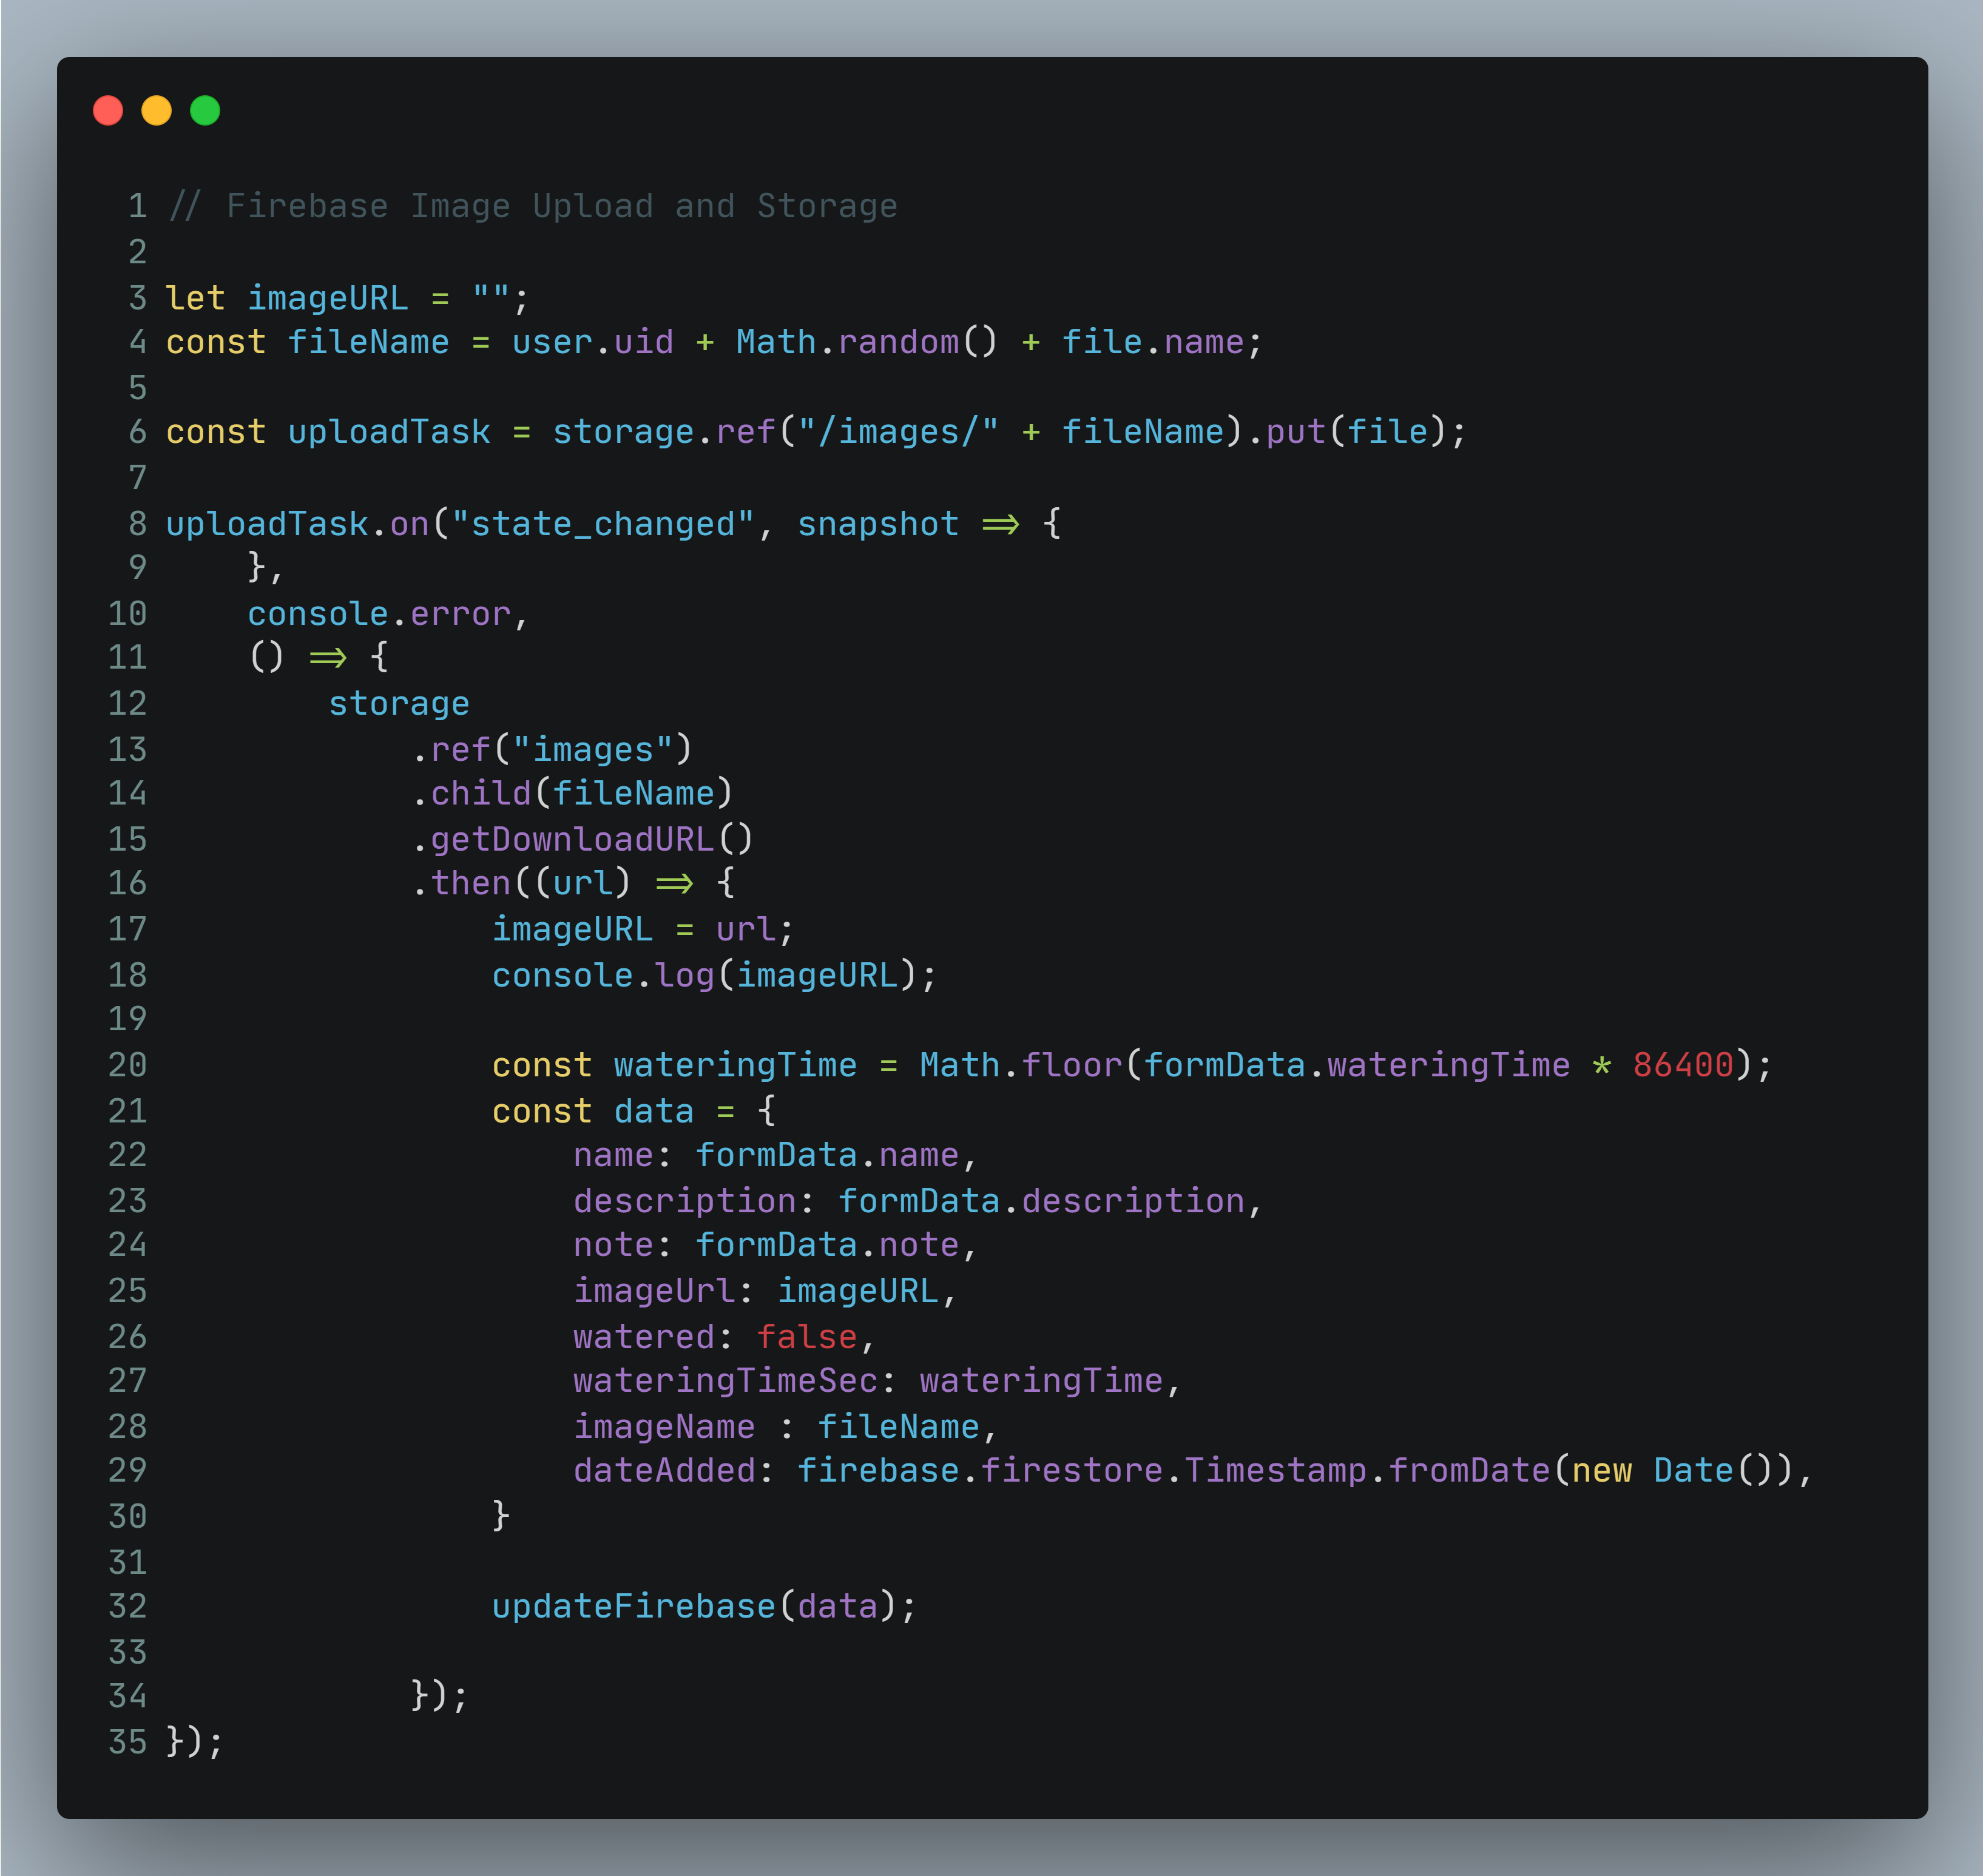 1 // Firebase Image Upload and Storage
2
3 let imageURL = "";
4 const fileName = user.uid + Math.random() + file.name;
5
6 const uploadTask = storage.ref("/images/" + fileName).put(file);
7
8 uploadTask.on("state_changed", snapshot => {
9     },
10     console.error,
11     () => {
12         storage
13             .ref("images")
14             .child(fileName)
15             .getDownloadURL()
16             .then((url) => {
17                 imageURL = url;
18                 console.log(imageURL);
19
20                 const wateringTime = Math.floor(formData.wateringTime * 86400);
21                 const data = {
22                     name: formData.name,
23                     description: formData.description,
24                     note: formData.note,
25                     imageUrl: imageURL,
26                     watered: false,
27                     wateringTimeSec: wateringTime,
28                     imageName : fileName,
29                     dateAdded: firebase.firestore.Timestamp.fromDate(new Date()),
30                 }
31
32                 updateFirebase(data);
33
34             });
35 });